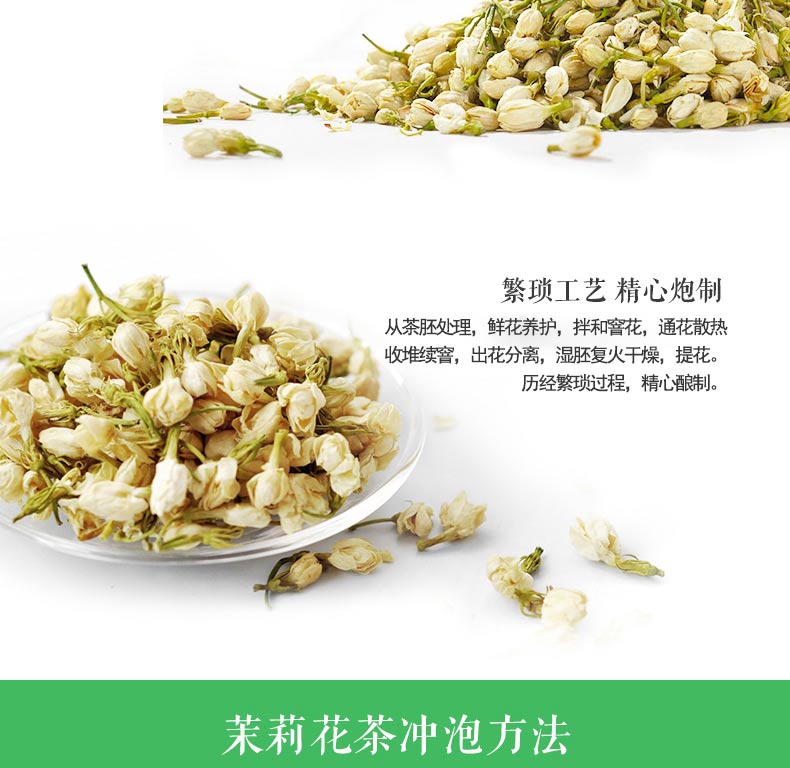 繁琐工艺 精心炮制
从茶胚处理，鲜花养护，拌和窨花，通花散热
收堆续窨，出花分离，湿胚复火干燥，提花。
历经繁琐过程，精心酿制。
茉莉花茶冲泡方法